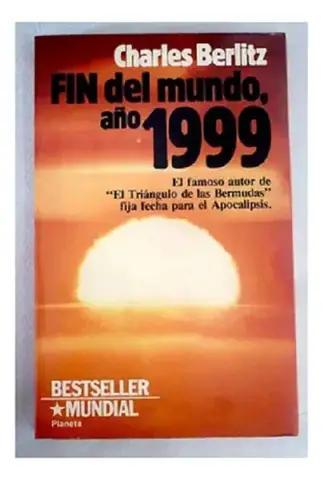 Charles Berlitz
FIN del mundo,
año 1999
El famoso autor de
"El Triángulo de las Bermudas"
fija fecha para el Apocalipsis.
BESTSELLER
★MUNDIAL
Planeta